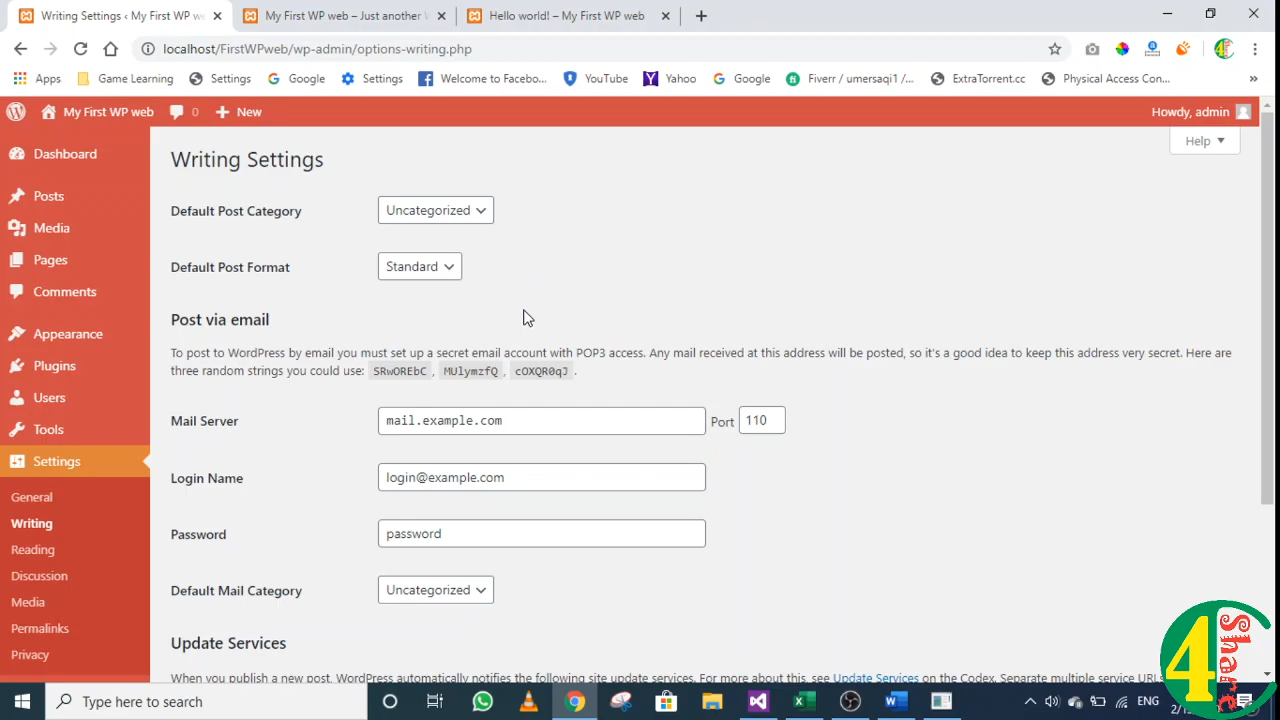 Writing Settings ‹ My First WP we
My First WP web – Just another W
Hello world! – My First WP web
localhost/FirstWPweb/wp-admin/options-writing.php
Apps
Game Learning
Settings
Google
Settings
Welcome to Facebo...
YouTube
Yahoo
Google
Fiverr / umersaqi1 /...
ExtraTorrent.cc
Physical Access Con...
»
My First WP web
0
New
Howdy, admin
Help
Dashboard
Posts
Media
Pages
Comments
Appearance
Plugins
Users
Tools
Settings
General
Writing
Reading
Discussion
Media
Permalinks
Privacy
Writing Settings
Default Post Category
Uncategorized
Default Post Format
Standard
Post via email
To post to WordPress by email you must set up a secret email account with POP3 access. Any mail received at this address will be posted, so it's a good idea to keep this address very secret. Here are
three random strings you could use: SRwOREbC , MUlymzfQ , cOXQR0qJ .
Mail Server
mail.example.com
Port 110
Login Name
login@example.com
Password
password
Default Mail Category
Uncategorized
Update Services
When you publish a new post, WordPress automatically notifies the following site update services. For more about this, see Update Services on the Codex. Separate multiple service URLs
4 Share
Type here to search
ENG